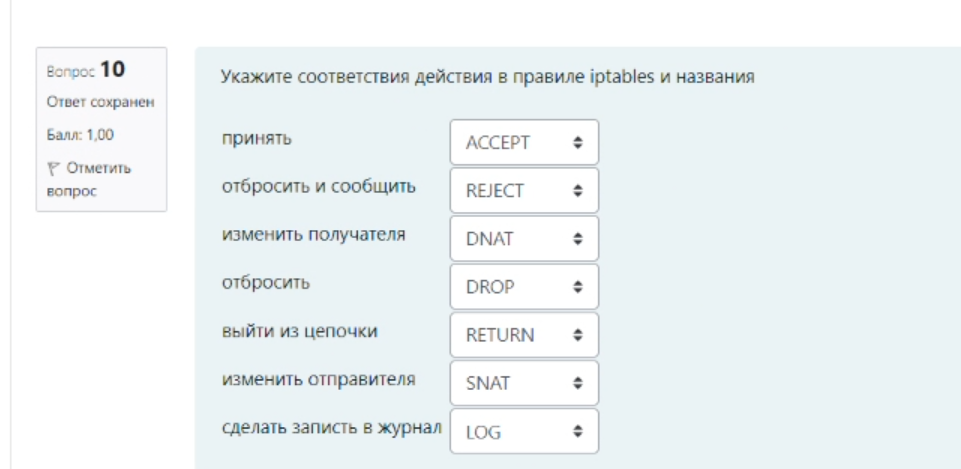 Вопрос 10
Ответ сохранен
Балл: 1,00
Отметить
вопрос
Укажите соответствия действия в правиле iptables и названия
принять ACCEPT
отбросить и сообщить REJECT
изменить получателя DNAT
отбросить DROP
выйти из цепочки RETURN
изменить отправителя SNAT
сделать запись в журнал LOG